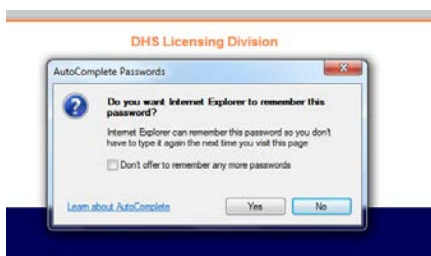 DHS Licensing Division
AutoComplete Passwords
Do you want Internet Explorer to remember this
password?
Internet Explorer can remember this password so you don't
have to type it again the next time you visit this page
Don't offer to remember any more passwords
Learn about AutoComplete
Yes
No